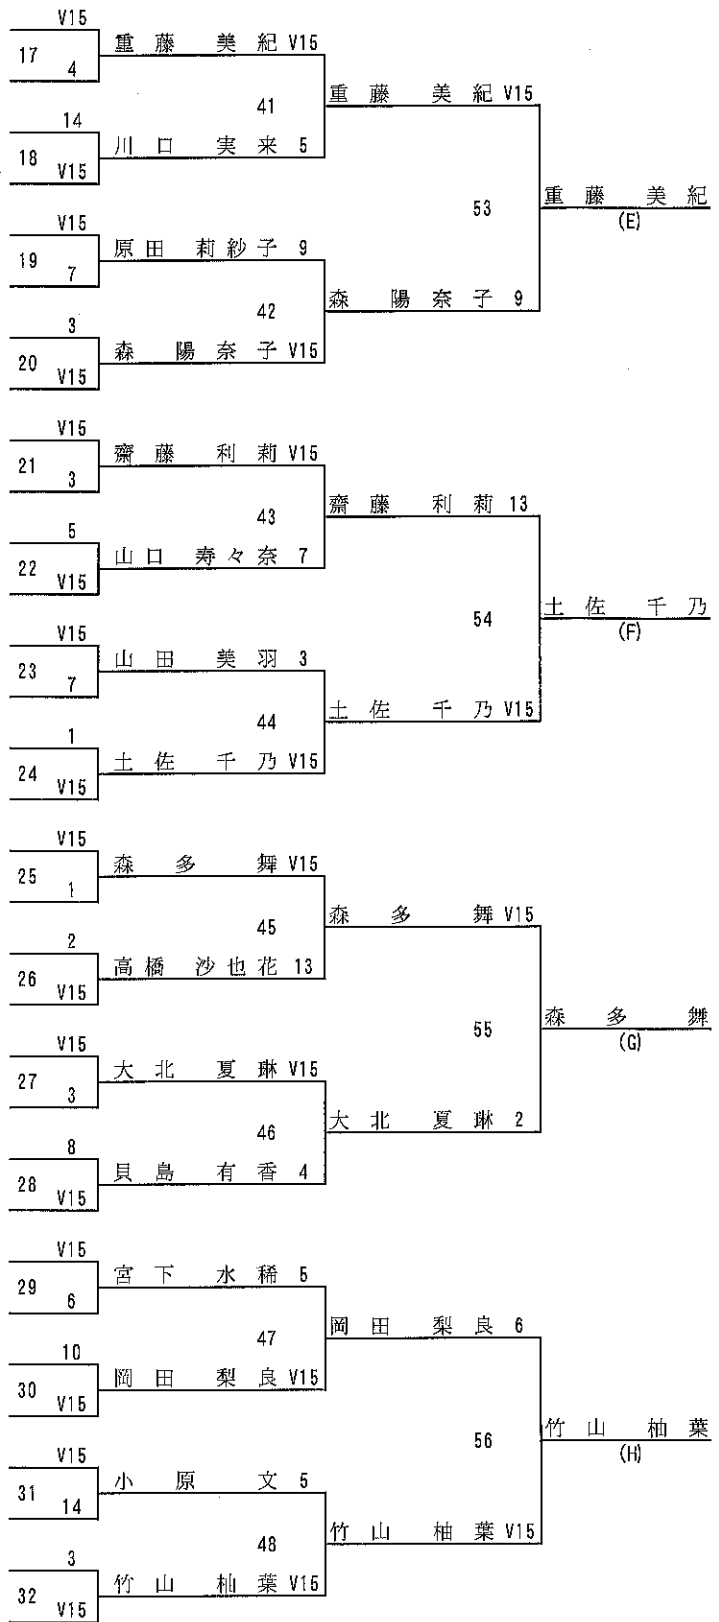 V15
重藤 美紀 V15
17
4
重藤 美紀 V15
41
14
川口 実来 5
18
V15
重藤 美紀
53
(E)
V15
原田 莉紗子 9
19
7
森 陽奈子 9
42
3
森 陽奈子 V15
20
V15
V15
齋藤 利莉 V15
21
3
齋藤 利莉 13
43
5
山口 寿々奈 7
22
V15
土佐 千乃
54
(F)
V15
山田 美羽 3
23
7
土佐 千乃 V15
44
1
土佐 千乃 V15
24
V15
V15
森多 舞 V15
25
1
森多 舞 V15
45
2
高橋 沙也花 13
26
V15
森多 舞
55
(G)
V15
大北 夏琳 V15
27
3
大北 夏琳 2
46
8
貝島 有香 4
28
V15
V15
宮下 水稀 5
29
6
岡田 梨良 6
47
10
岡田 梨良 V15
30
V15
竹山 柚葉
56
(H)
V15
小原 文 5
31
14
竹山 柚葉 V15
48
3
竹山 柚葉 V15
32
V15